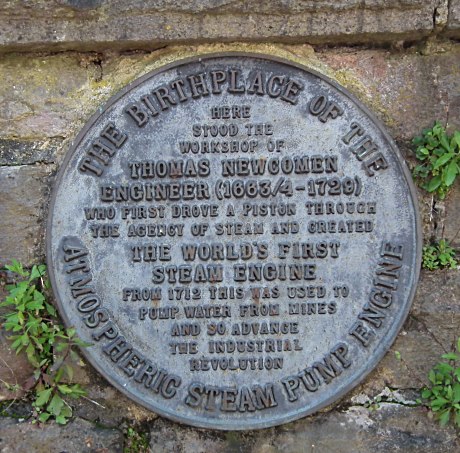 THE BIRTHPLACE OF THE
HERE
STOOD THE
WORKSHOP OF
THOMAS NEWCOMEN
ENGINEER (1663/4-1729)
WHO FIRST DROVE A PISTON THROUGH
THE AGENCY OF STEAM AND CREATED
THE WORLD'S FIRST
STEAM ENGINE
FROM 1712 THIS WAS USED TO
PUMP WATER FROM MINES
AND SO ADVANCE
THE INDUSTRIAL
REVOLUTION
ATMOSPHERIC STEAM PUMP ENGINE